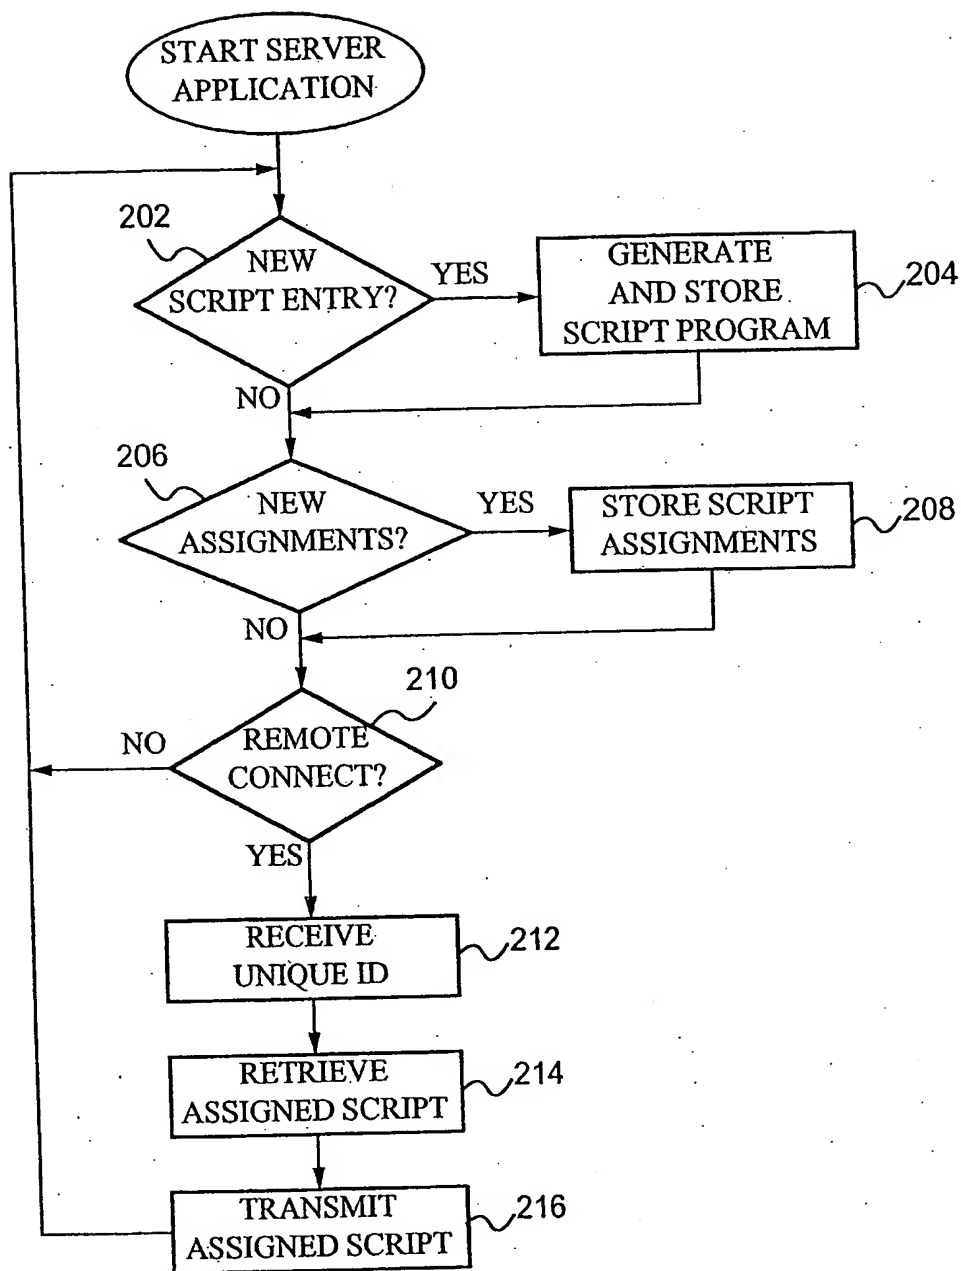 START SERVER
APPLICATION
202
NEW
SCRIPT ENTRY?
YES
GENERATE
AND STORE
SCRIPT PROGRAM
204
NO
206
NEW
ASSIGNMENTS?
YES
STORE SCRIPT
ASSIGNMENTS
208
NO
210
REMOTE
CONNECT?
NO
YES
RECEIVE
UNIQUE ID
212
RETRIEVE
ASSIGNED SCRIPT
214
TRANSMIT
ASSIGNED SCRIPT
216